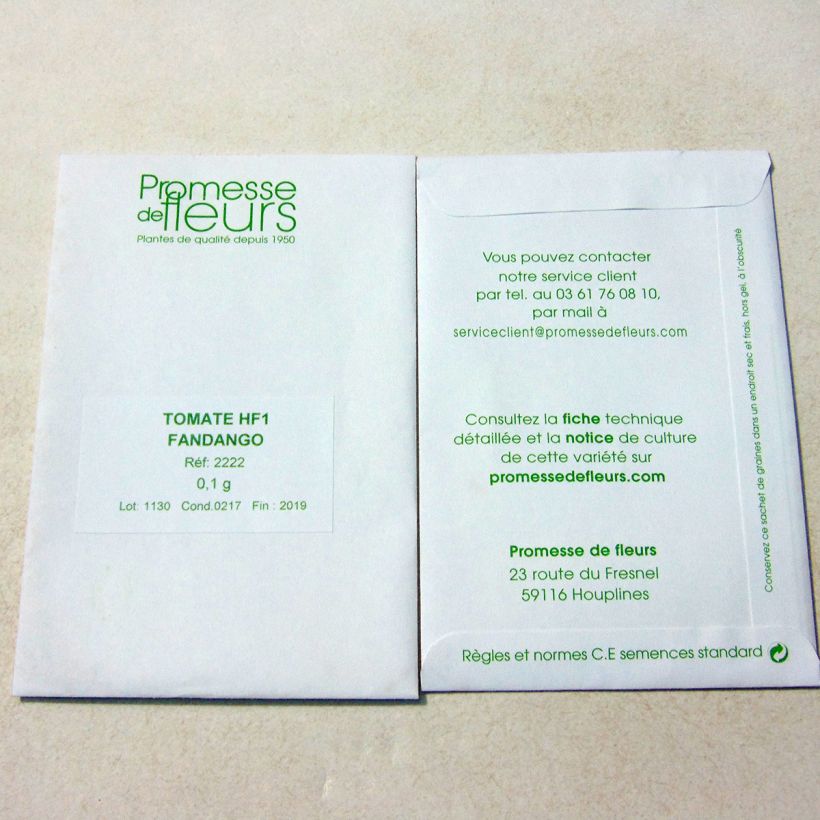 Promesse
de fleurs
Plantes de qualité depuis 1950
TOMATE HF1
FANDANGO
Réf: 2222
0,1 g
Lot: 1130 Cond.0217 Fin : 2019
Vous pouvez contacter
notre service client
par tel. au 03 61 76 08 10,
par mail à
serviceclient@promessedefleurs.com
Consultez la fiche technique
détaillée et la notice de culture
de cette variété sur
promessedefleurs.com
Promesse de fleurs
23 route du Fresnel
59116 Houplines
Règles et normes C.E semences standard
Conservez ce sachet de graines dans un endroit sec et frais, hors gel, à l'obscurité